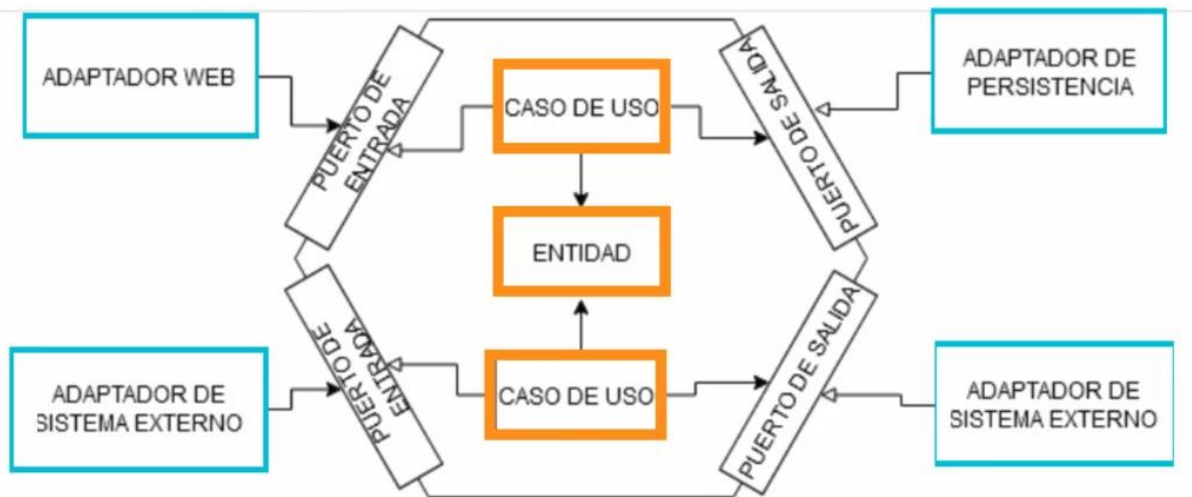 ADAPTADOR WEB
PUERTO DE
ENTRADA
CASO DE USO
PUERTO DE SALIDA
ADAPTADOR DE
PERSISTENCIA
ENTIDAD
ADAPTADOR DE
SISTEMA EXTERNO
PUERTO DE
ENTRADA
CASO DE USO
PUERTO DE SALIDA
ADAPTADOR DE
SISTEMA EXTERNO